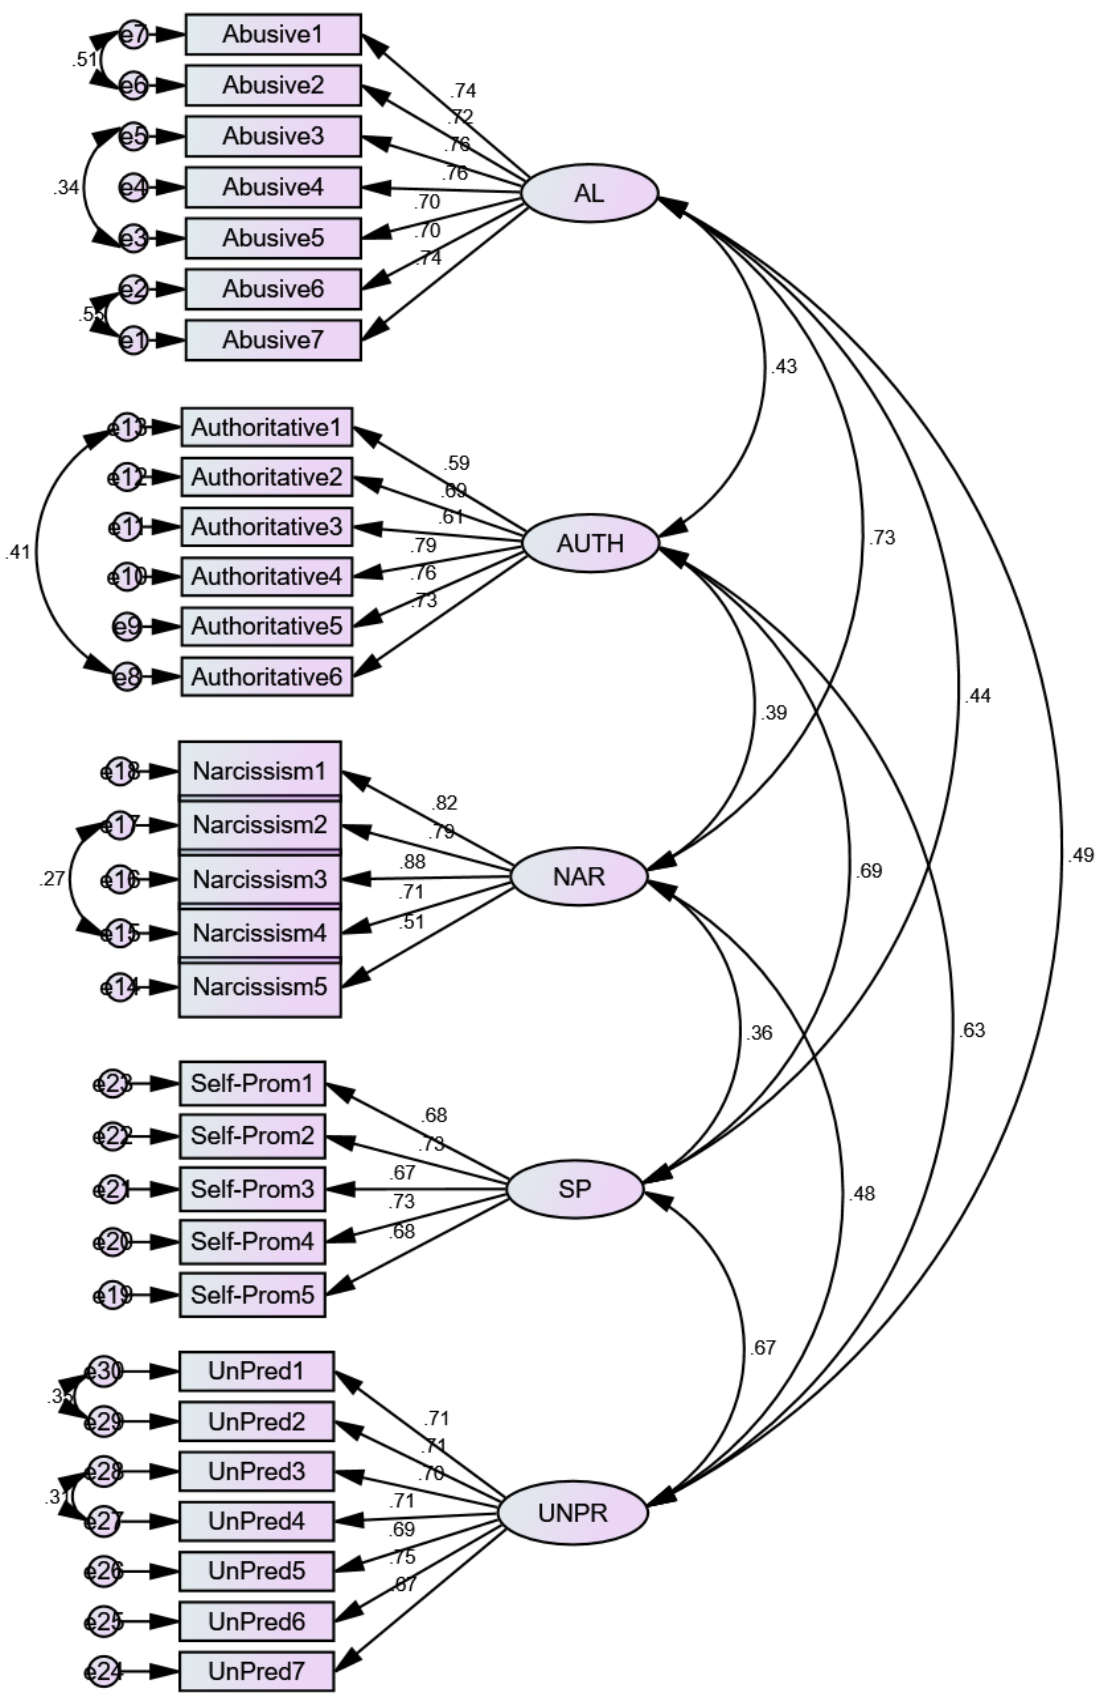 e7 Abusive1
.51
e6 Abusive2
.74
.72
e5 Abusive3
.76
.76
.34
e4 Abusive4
AL
.70
.70
e3 Abusive5
.74
e2 Abusive6
.55
e1 Abusive7
.43
e13 Authoritative1
.59
e12 Authoritative2
.69
.61
e11 Authoritative3
.79
AUTH
.73
.41
e10 Authoritative4
.76
.73
e9 Authoritative5
e8 Authoritative6
.44
.39
e18 Narcissism1
.82
e17 Narcissism2
.79
.49
.88
.69
.27
e16 Narcissism3
NAR
.71
.51
e15 Narcissism4
e14 Narcissism5
.36
.63
e23 Self-Prom1
.68
e22 Self-Prom2
.73
.67
e21 Self-Prom3
SP
.48
.73
.68
e20 Self-Prom4
e19 Self-Prom5
.67
e30 UnPred1
e29 UnPred2
.71
.71
e28 UnPred3
.70
.31
.71
UNPR
e27 UnPred4
.69
.75
e26 UnPred5
.67
e25 UnPred6
e24 UnPred7